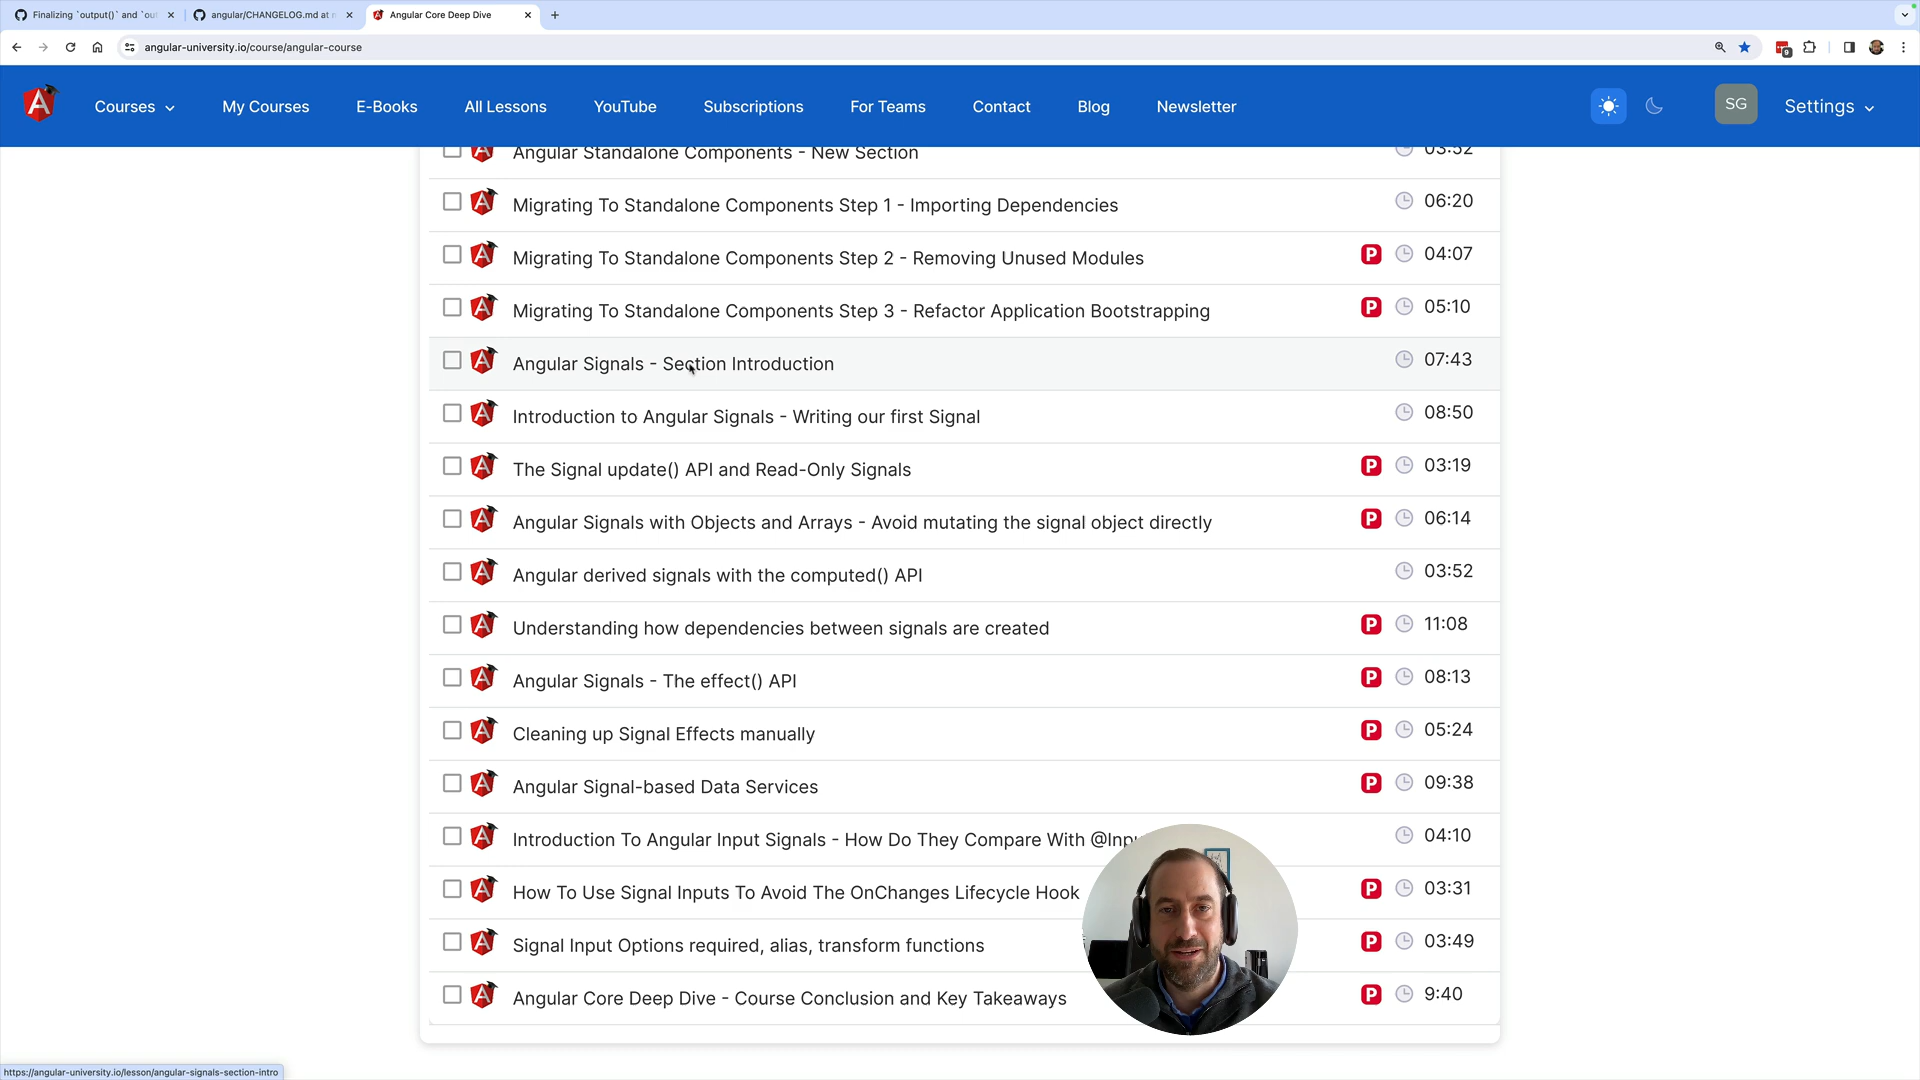 Finalizing `output()` and `out
angular/CHANGELOG.md at
Angular Core Deep Dive
angular-university.io/course/angular-course
9
A
Courses
My Courses
E-Books
All Lessons
YouTube
Subscriptions
For Teams
Contact
Blog
Newsletter
SG
Settings
Angular Standalone Components - New Section 03:52
Migrating To Standalone Components Step 1 - Importing Dependencies 06:20
Migrating To Standalone Components Step 2 - Removing Unused Modules P 04:07
Migrating To Standalone Components Step 3 - Refactor Application Bootstrapping P 05:10
Angular Signals - Section Introduction 07:43
Introduction to Angular Signals - Writing our first Signal 08:50
The Signal update() API and Read-Only Signals P 03:19
Angular Signals with Objects and Arrays - Avoid mutating the signal object directly P 06:14
Angular derived signals with the computed() API 03:52
Understanding how dependencies between signals are created P 11:08
Angular Signals - The effect() API P 08:13
Cleaning up Signal Effects manually P 05:24
Angular Signal-based Data Services P 09:38
Introduction To Angular Input Signals - How Do They Compare With @Inpu 04:10
How To Use Signal Inputs To Avoid The OnChanges Lifecycle Hook P 03:31
Signal Input Options required, alias, transform functions P 03:49
Angular Core Deep Dive - Course Conclusion and Key Takeaways P 9:40
https://angular-university.io/lesson/angular-signals-section-intro